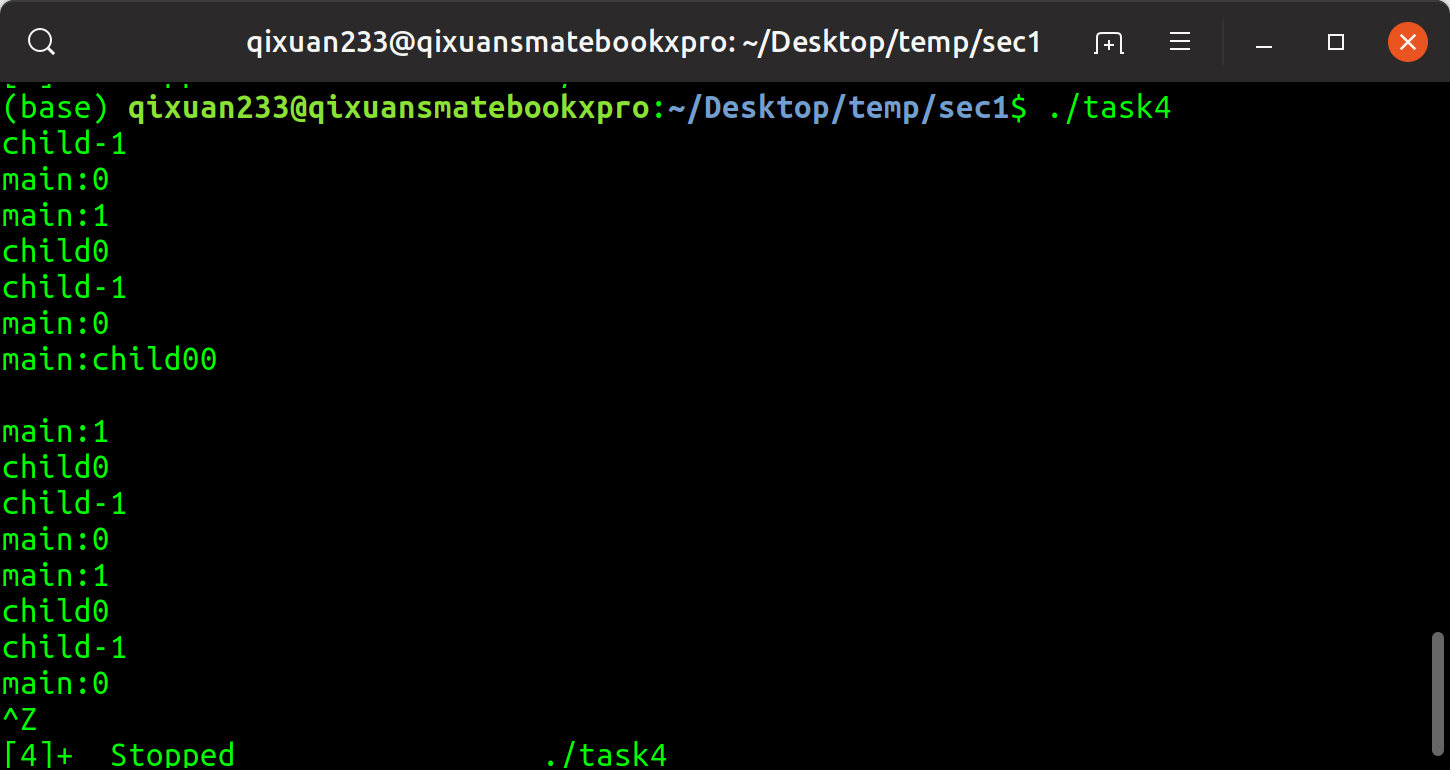 qixuan233@qixuansmatebookxpro: ~/Desktop/temp/sec1
(base) qixuan233@qixuansmatebookxpro:~/Desktop/temp/sec1$ ./task4
child-1
main:0
main:1
child0
child-1
main:0
main:child00
main:1
child0
child-1
main:0
main:1
child0
child-1
main:0
^Z
[4]+  Stopped                 ./task4